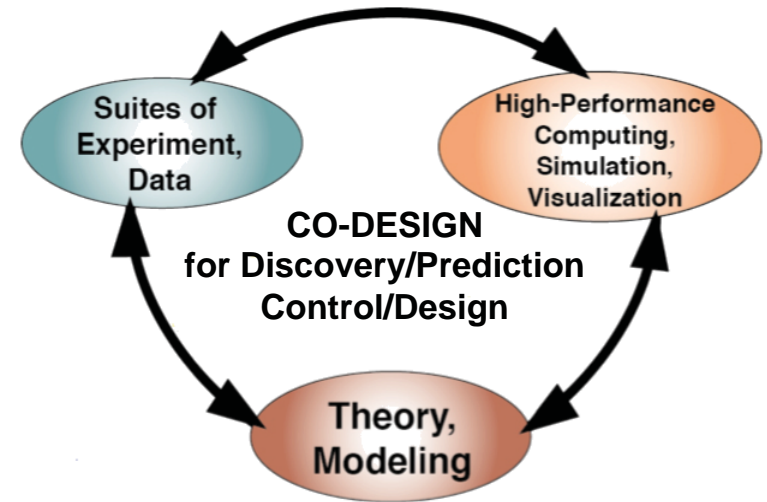 Suites of
Experiment,
Data
High-Performance
Computing,
Simulation,
Visualization
CO-DESIGN
for Discovery/Prediction
Control/Design
Theory,
Modeling